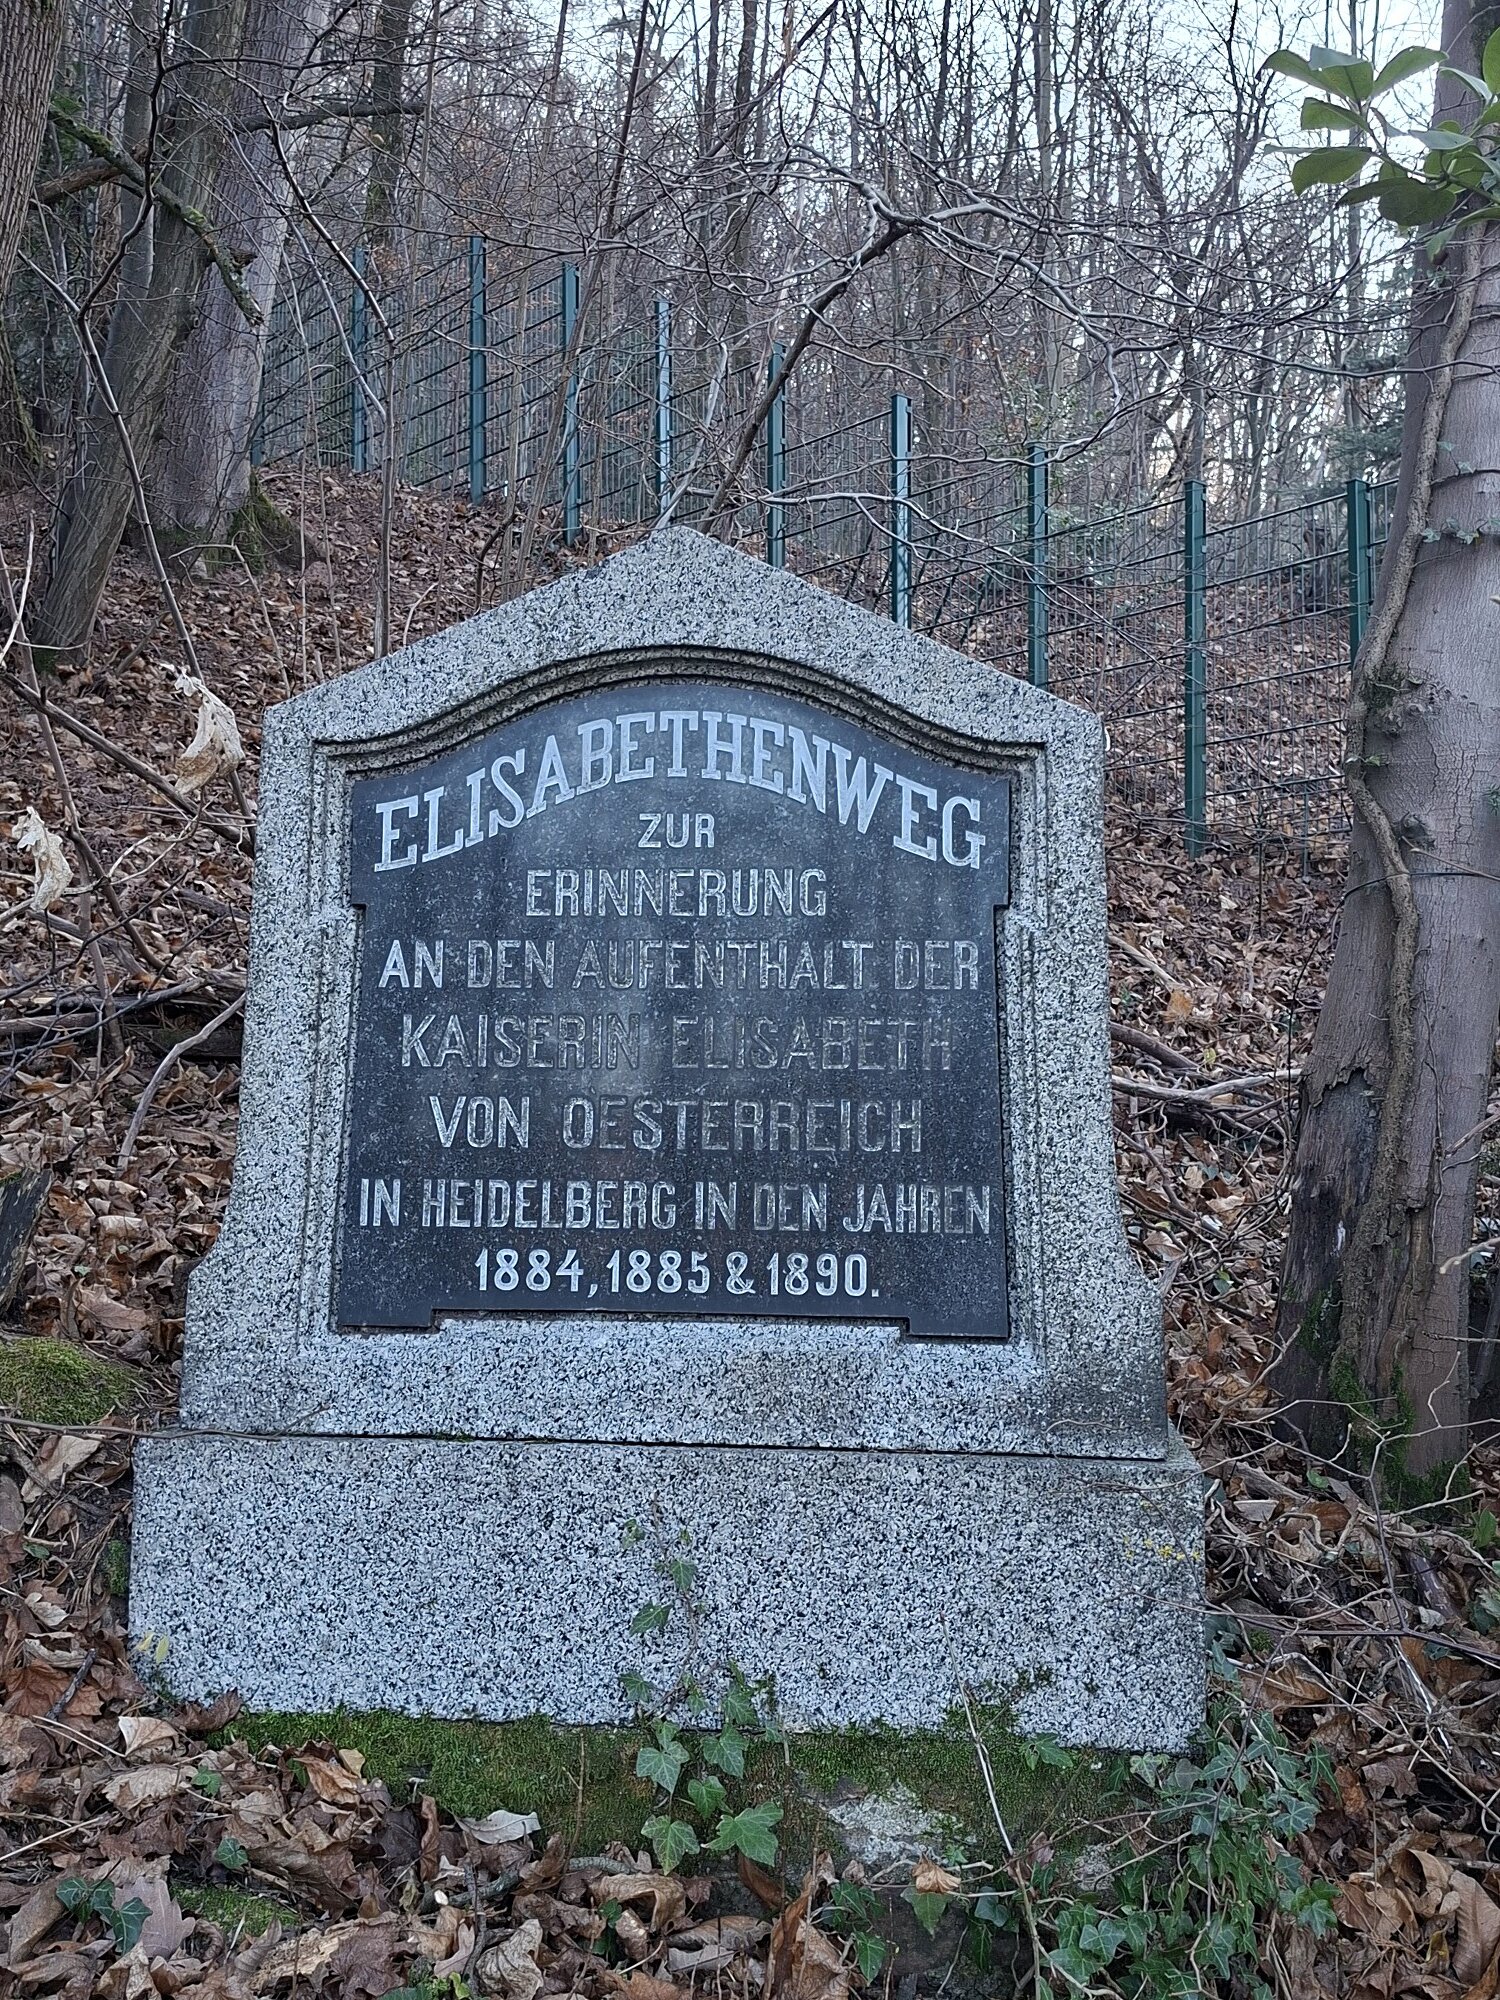 ELISABETHENWEG
ZUR
ERINNERUNG
AN DEN AUFENTHALT DER
KAISERIN ELISABETH
VON OESTERREICH
IN HEIDELBERG IN DEN JAHREN
1884, 1885 & 1890.